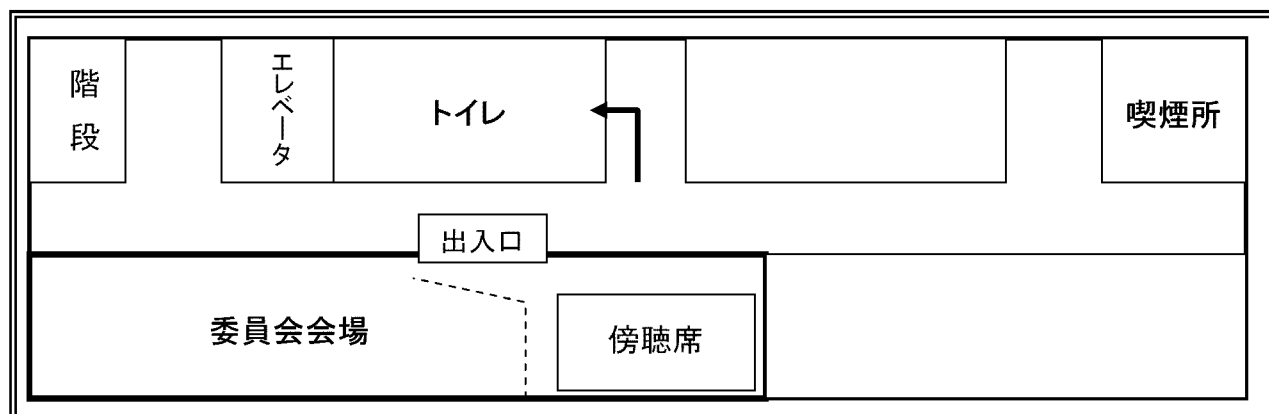 階段
エレベータ
トイレ
喫煙所
出入口
委員会会場
傍聴席